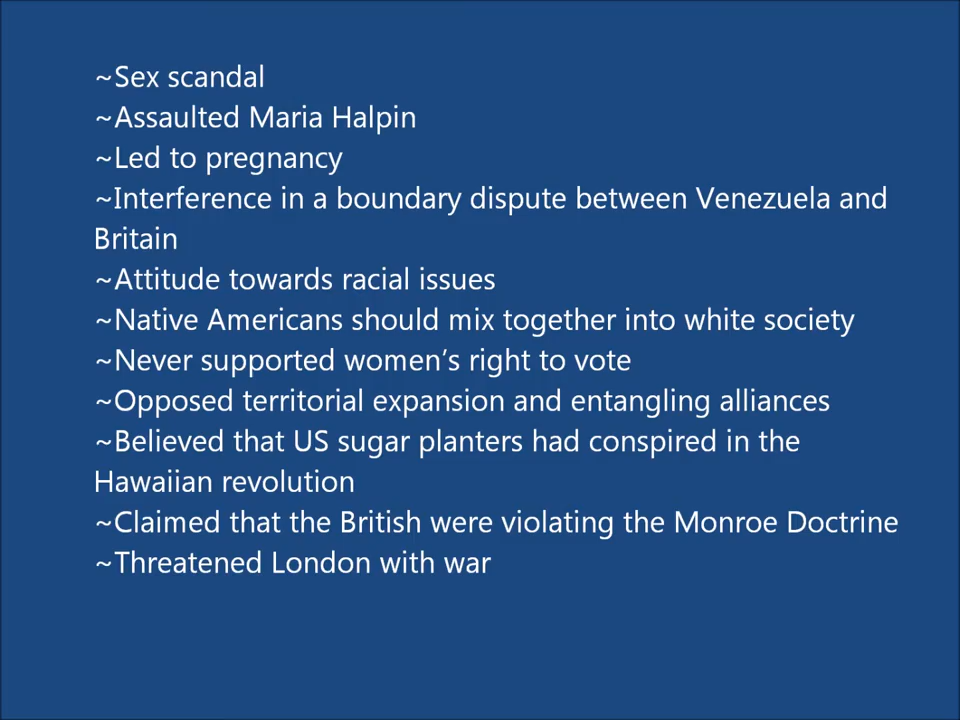 ~Sex scandal
~Assaulted Maria Halpin
~Led to pregnancy
~Interference in a boundary dispute between Venezuela and
Britain
~Attitude towards racial issues
~Native Americans should mix together into white society
~Never supported women’s right to vote
~Opposed territorial expansion and entangling alliances
~Believed that US sugar planters had conspired in the
Hawaiian revolution
~Claimed that the British were violating the Monroe Doctrine
~Threatened London with war